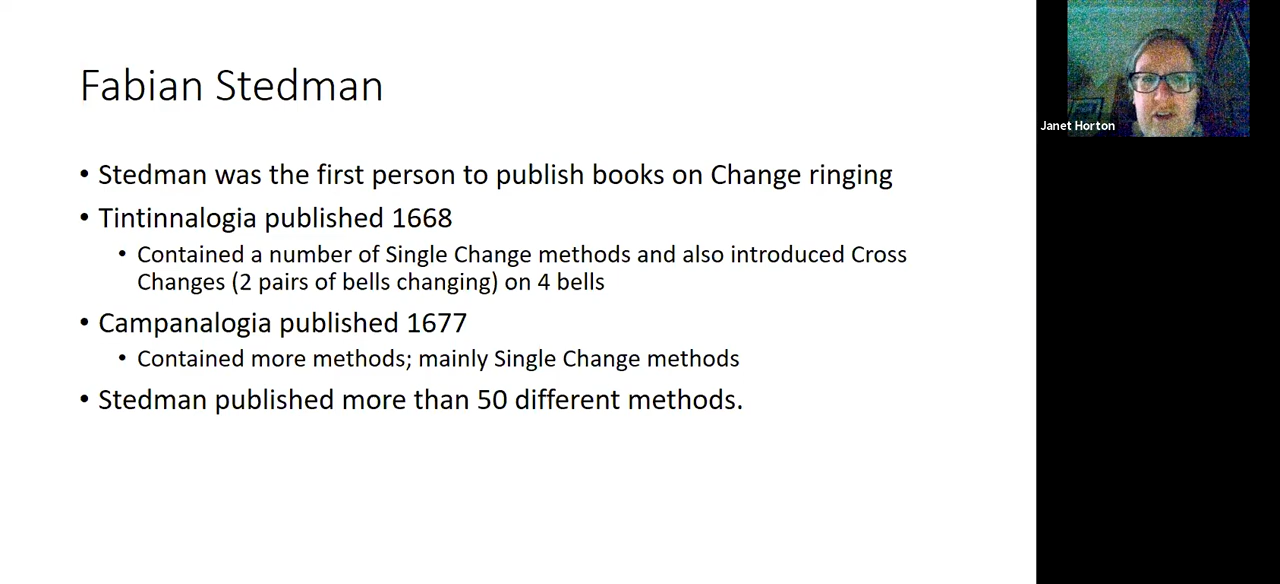 Fabian Stedman
• Stedman was the first person to publish books on Change ringing
• Tintinnalogia published 1668
• Contained a number of Single Change methods and also introduced Cross
Changes (2 pairs of bells changing) on 4 bells
• Campanalogia published 1677
• Contained more methods; mainly Single Change methods
• Stedman published more than 50 different methods.
Janet Horton